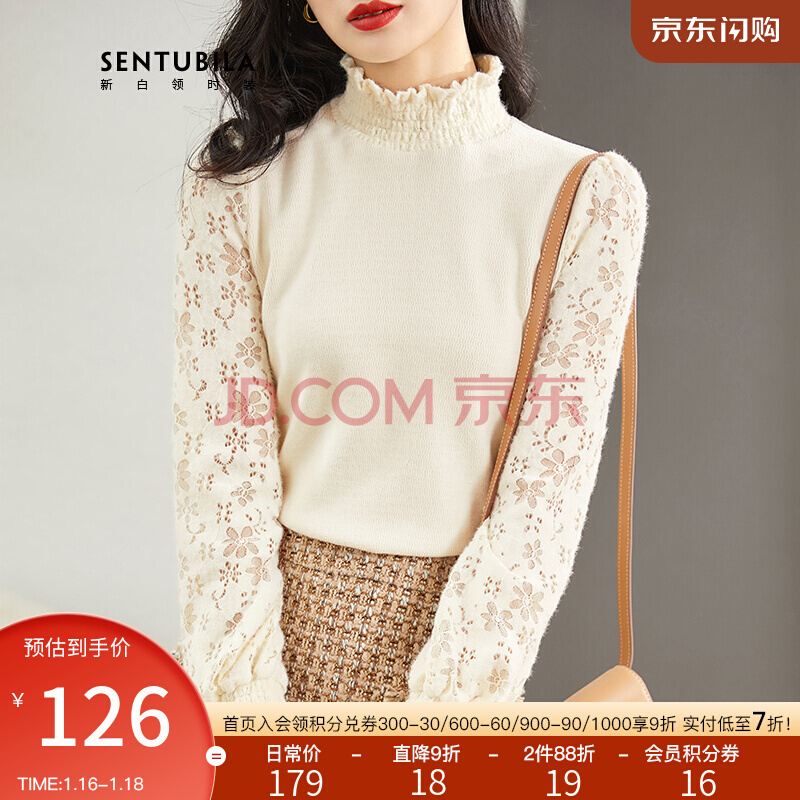 京东闪购
SENTUBILA
新白领时装
JD.COM 京东
预估到手价
¥ 126
TIME:1.16-1.18
首页入会领积分兑券300-30/600-60/900-90/1000享9折 实付低至7折!
= 日常价 - 直降9折 - 2件88折 - 会员积分券
179 18 19 16